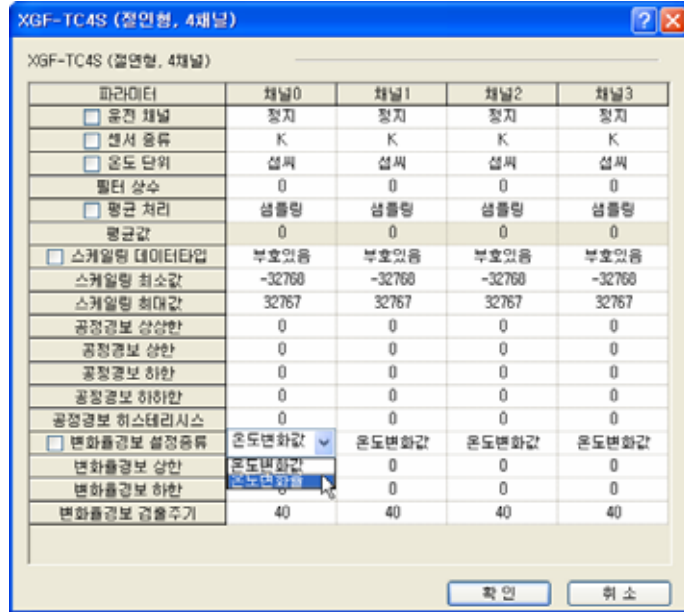 XGF-TC4S (절연형, 4채널)
XGF-TC4S (절연형, 4채널)
파라미터 채널0 채널1 채널2 채널3
운전 채널 정지 정지 정지 정지
센서 종류 K K K K
온도 단위 섭씨 섭씨 섭씨 섭씨
필터 상수 0 0 0 0
평균 처리 샘플링 샘플링 샘플링 샘플링
평균값 0 0 0 0
스케일링 데이터타입 부호있음 부호있음 부호있음 부호있음
스케일링 최소값 -32768 -32768 -32768 -32768
스케일링 최대값 32767 32767 32767 32767
공정경보 상상한 0 0 0 0
공정경보 상한 0 0 0 0
공정경보 하한 0 0 0 0
공정경보 하하한 0 0 0 0
공정경보 히스테리시스 0 0 0 0
변화율경보 설정종류 온도변화값 온도변화값 온도변화값 온도변화값
변화율경보 상한 온도변화값 0 0 0
온도변화율
변화율경보 하한 0 0 0 0
변화율경보 검출주기 40 40 40 40
확인 취소